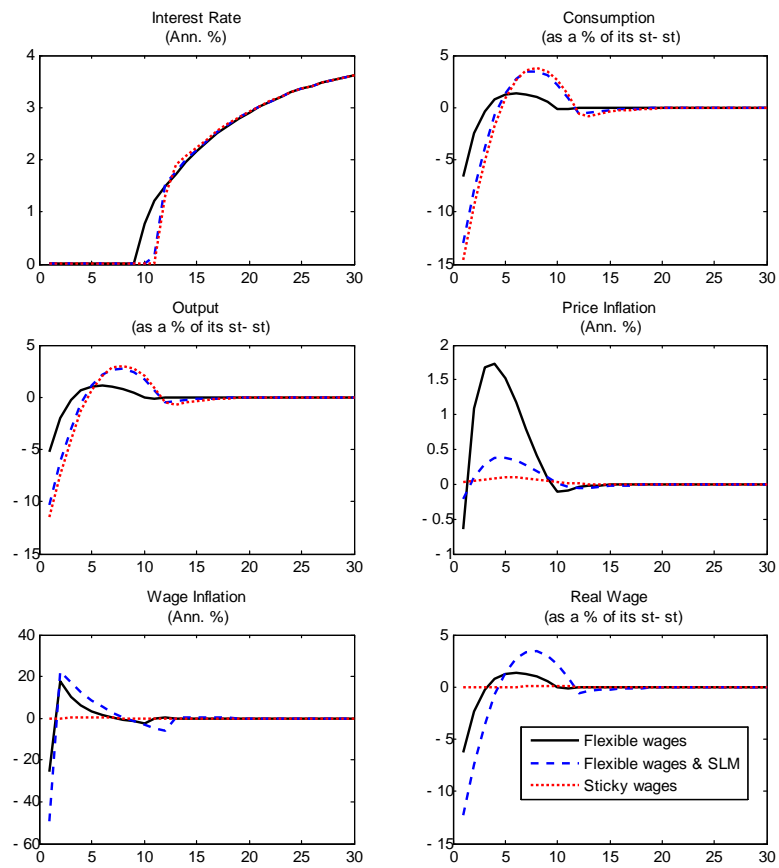 Interest Rate
(Ann. %)
4
3
2
1
0
0 5 10 15 20 25 30
Consumption
(as a % of its st- st)
5
0
- 5
- 10
- 15
0 5 10 15 20 25 30
Output
(as a % of its st- st)
5
0
- 5
- 10
- 15
0 5 10 15 20 25 30
Price Inflation
(Ann. %)
2
1.5
1
0.5
0
- 0.5
- 1
0 5 10 15 20 25 30
Wage Inflation
(Ann. %)
40
20
0
- 20
- 40
- 60
0 5 10 15 20 25 30
Real Wage
(as a % of its st- st)
5
0
- 5
- 10
- 15
0 5 10 15 20 25 30
Flexible wages
Flexible wages & SLM
Sticky wages